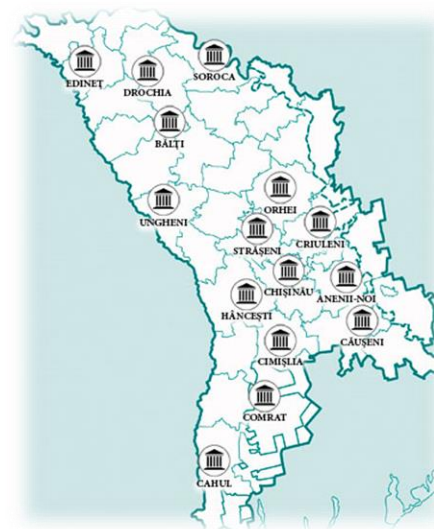 SOROCA
EDINEȚ
DROCHIA
BĂLȚI
ORHEI
UNGHENI
CRIULENI
STRĂȘENI
CHIȘINĂU
ANENII-NOI
HÂNCEȘTI
CĂUȘENI
CIMIȘLIA
COMRAT
CAHUL